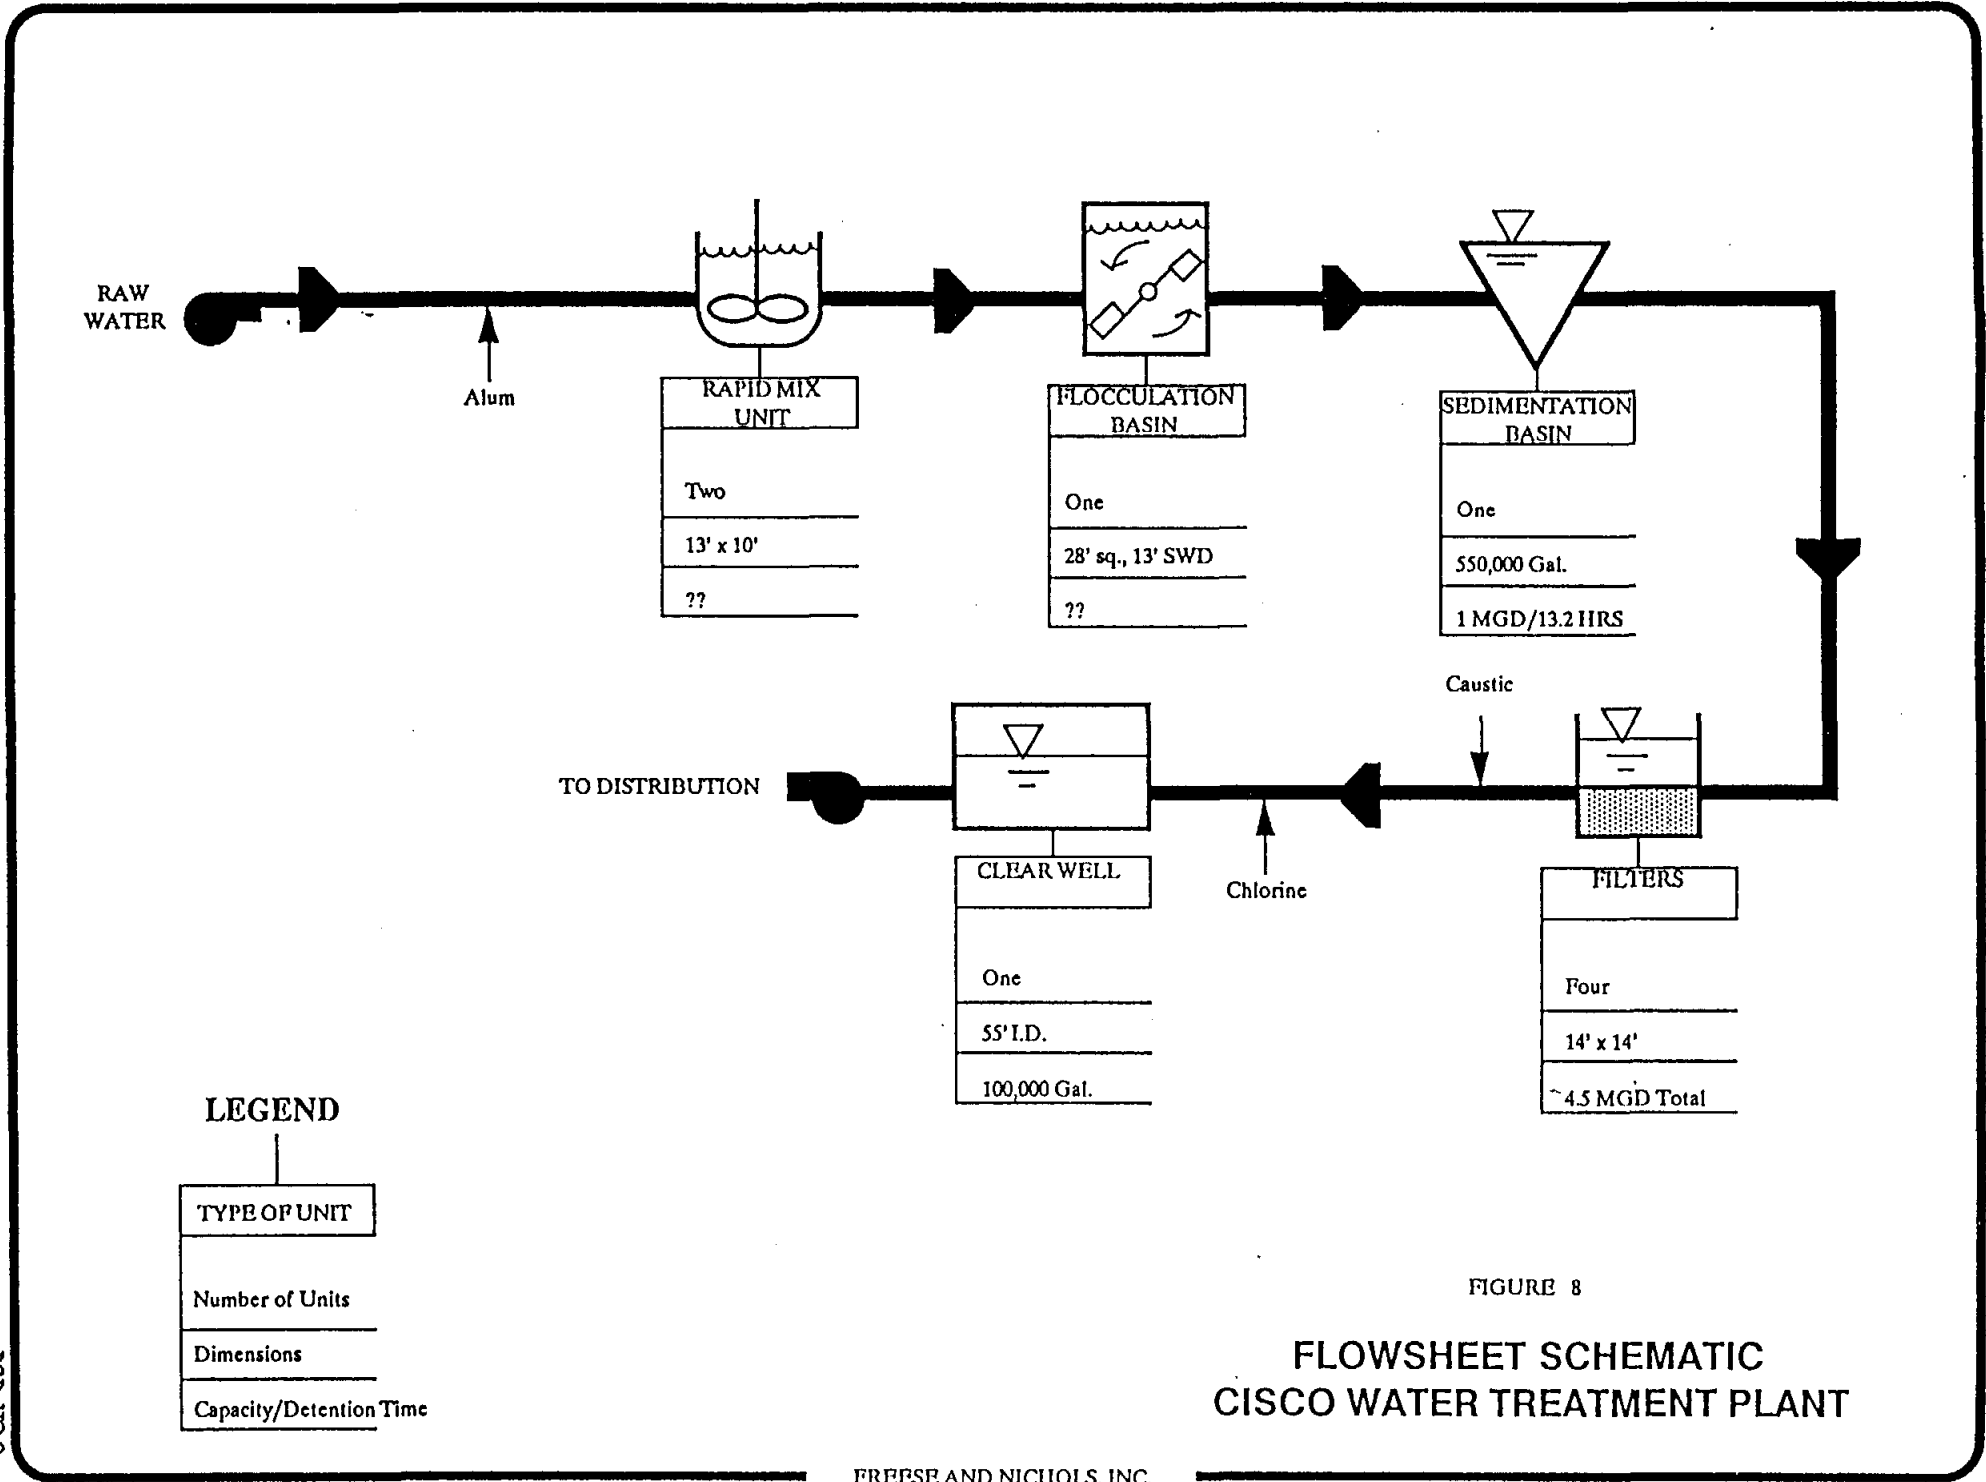 RAW
WATER
Alum
RAPID MIX
UNIT
Two
13' x 10'
??
FLOCCULATION
BASIN
One
28' sq., 13' SWD
??
SEDIMENTATION
BASIN
One
550,000 Gal.
1 MGD/13.2 HRS
Caustic
TO DISTRIBUTION
CLEAR WELL
One
55' I.D.
100,000 Gal.
Chlorine
FILTERS
Four
14' x 14'
4.5 MGD Total
LEGEND
TYPE OF UNIT
Number of Units
Dimensions
Capacity/Detention Time
FIGURE 8
FLOWSHEET SCHEMATIC
CISCO WATER TREATMENT PLANT
FREESE AND NICHOLS, INC.